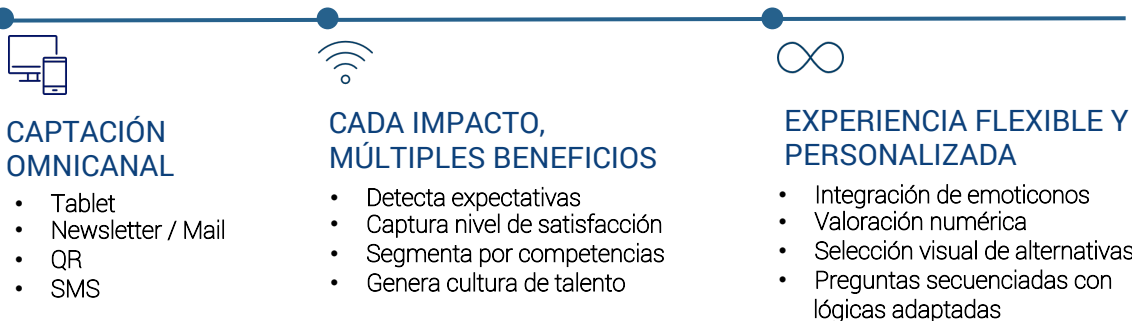 CAPTACIÓN
OMNICANAL
• Tablet
• Newsletter / Mail
• QR
• SMS
CADA IMPACTO,
MÚLTIPLES BENEFICIOS
• Detecta expectativas
• Captura nivel de satisfacción
• Segmenta por competencias
• Genera cultura de talento
EXPERIENCIA FLEXIBLE Y
PERSONALIZADA
• Integración de emoticonos
• Valoración numérica
• Selección visual de alternativas
• Preguntas secuenciadas con
lógicas adaptadas